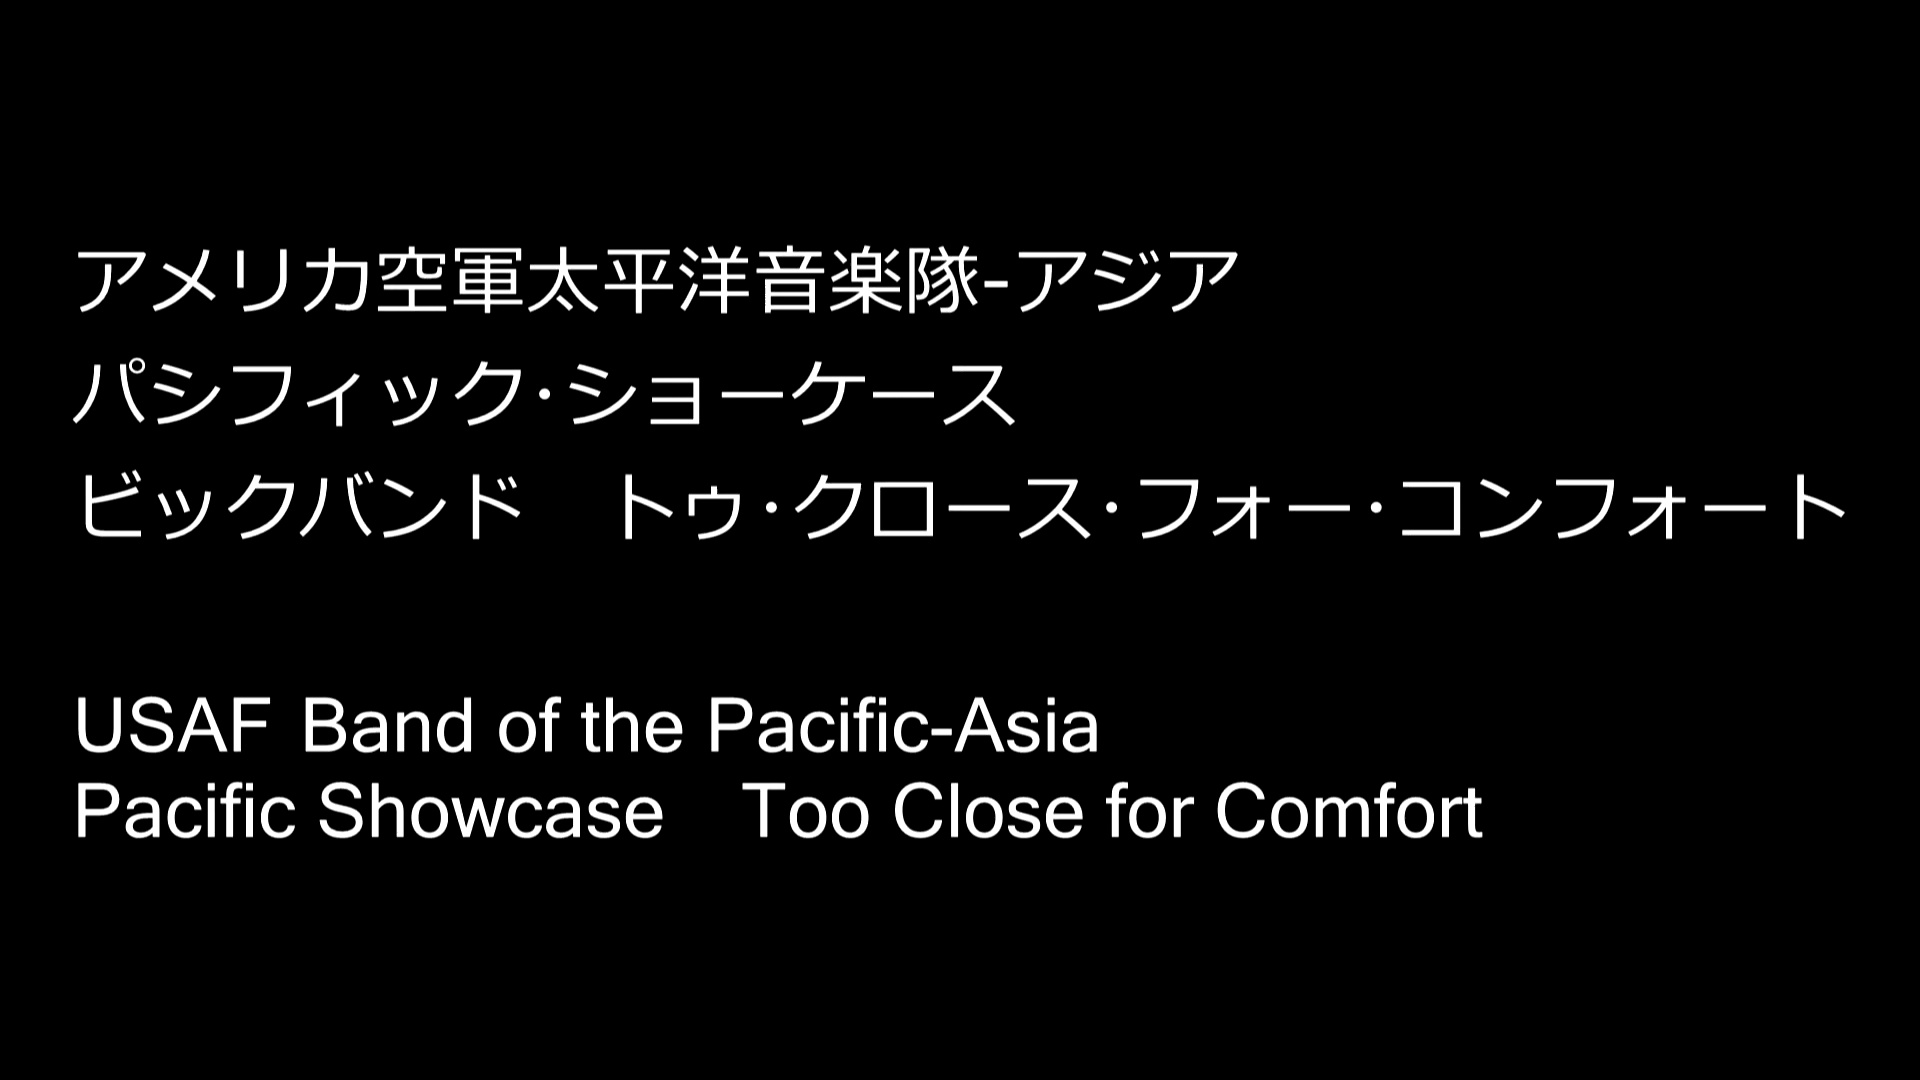 アメリカ空軍太平洋音楽隊-アジア
パシフィック･ショーケース
ビックバンド　トゥ･クロース･フォー･コンフォート
USAF Band of the Pacific-Asia
Pacific Showcase　Too Close for Comfort